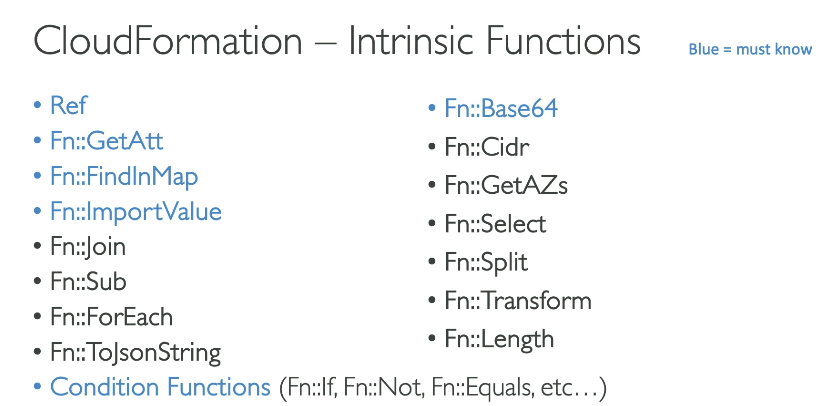 CloudFormation – Intrinsic Functions
Blue = must know
• Ref
• Fn::GetAtt
• Fn::FindInMap
• Fn::ImportValue
• Fn::Join
• Fn::Sub
• Fn::ForEach
• Fn::ToJsonString
• Condition Functions (Fn::If, Fn::Not, Fn::Equals, etc…)
• Fn::Base64
• Fn::Cidr
• Fn::GetAZs
• Fn::Select
• Fn::Split
• Fn::Transform
• Fn::Length